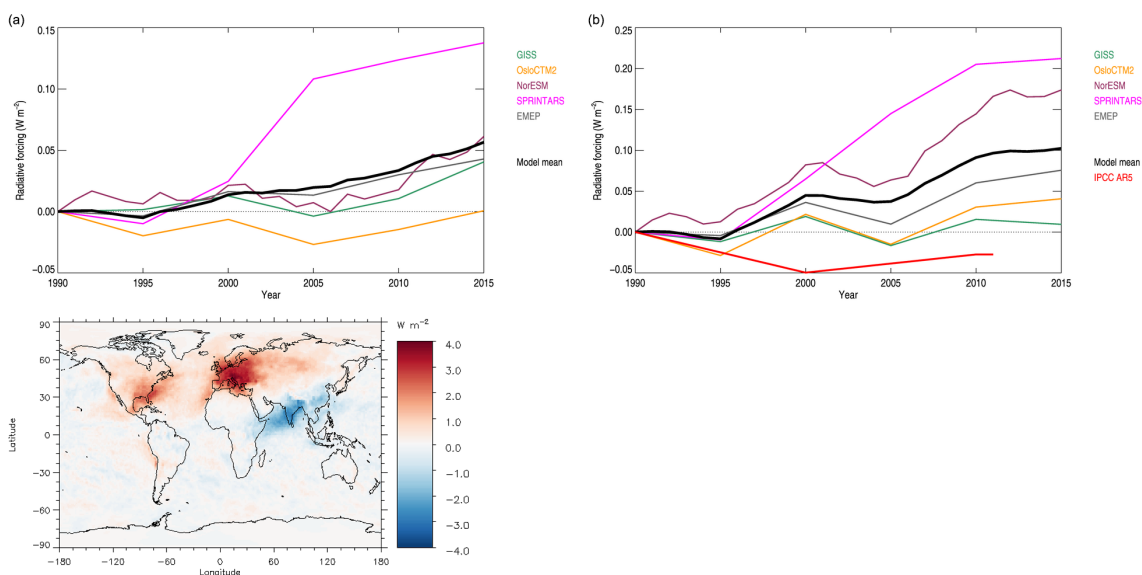 (a)
Radiative forcing (W m⁻²)
0.15
0.10
0.05
0.00
−0.05
1990
1995
2000
2005
2010
2015
Year
GISS
OsloCTM2
NorESM
SPRINTARS
EMEP
Model mean
(b)
Radiative forcing (W m⁻²)
0.25
0.20
0.15
0.10
0.05
0.00
−0.05
1990
1995
2000
2005
2010
2015
Year
GISS
OsloCTM2
NorESM
SPRINTARS
EMEP
Model mean
IPCC AR5
Latitude
90
60
30
0
−30
−60
−90
−180
−120
−60
0
60
120
180
Longitude
W m⁻²
4.0
3.0
2.0
1.0
0.0
−1.0
−2.0
−3.0
−4.0